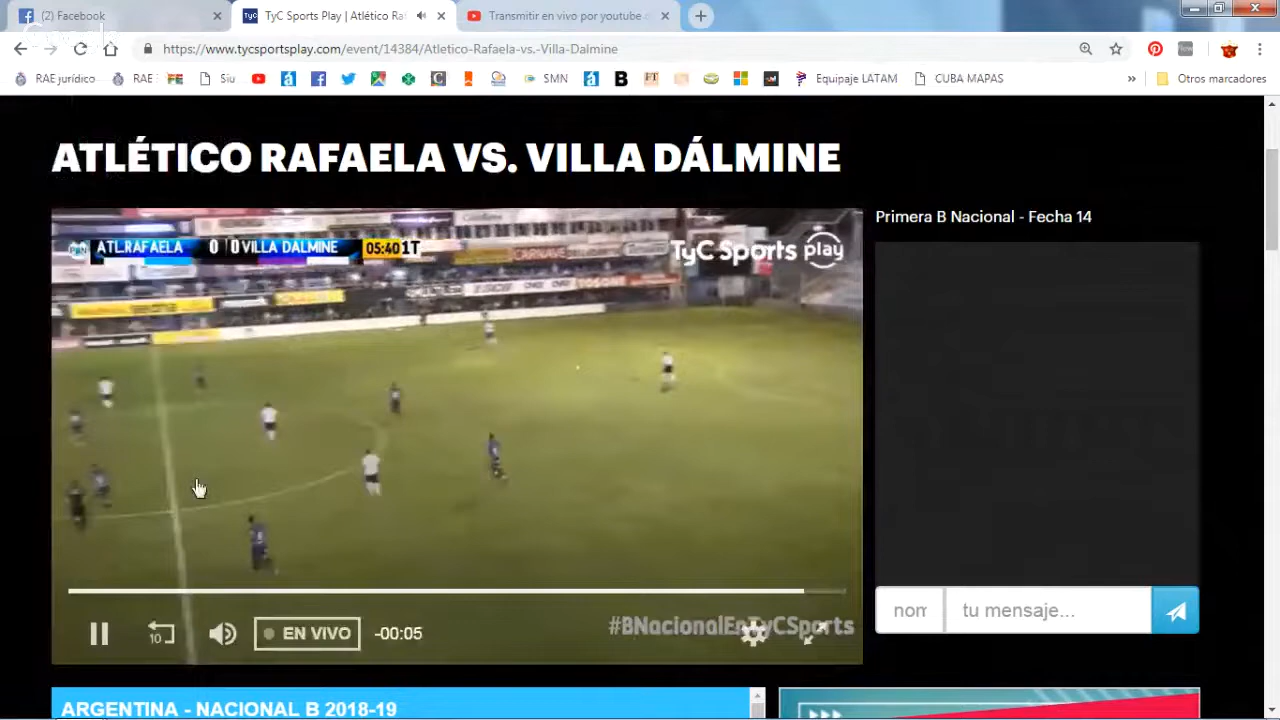 (2) Facebook
TyC Sports Play | Atlético Ra
Transmitir en vivo por youtube
https://www.tycsportsplay.com/event/14384/Atletico-Rafaela-vs.-Villa-Dalmine
RAE jurídico RAE Siu SMN Equipaje LATAM CUBA MAPAS » Otros marcadores
ATLÉTICO RAFAELA VS. VILLA DÁLMINE
Primera B Nacional - Fecha 14
ATL.RAFAELA 0 0 VILLA DALMINE 05:40 1T
TyC Sports play
10 EN VIVO -00:05
#BNacionalEnTyCSports
nom tu mensaje...
ARGENTINA - NACIONAL B 2018-19